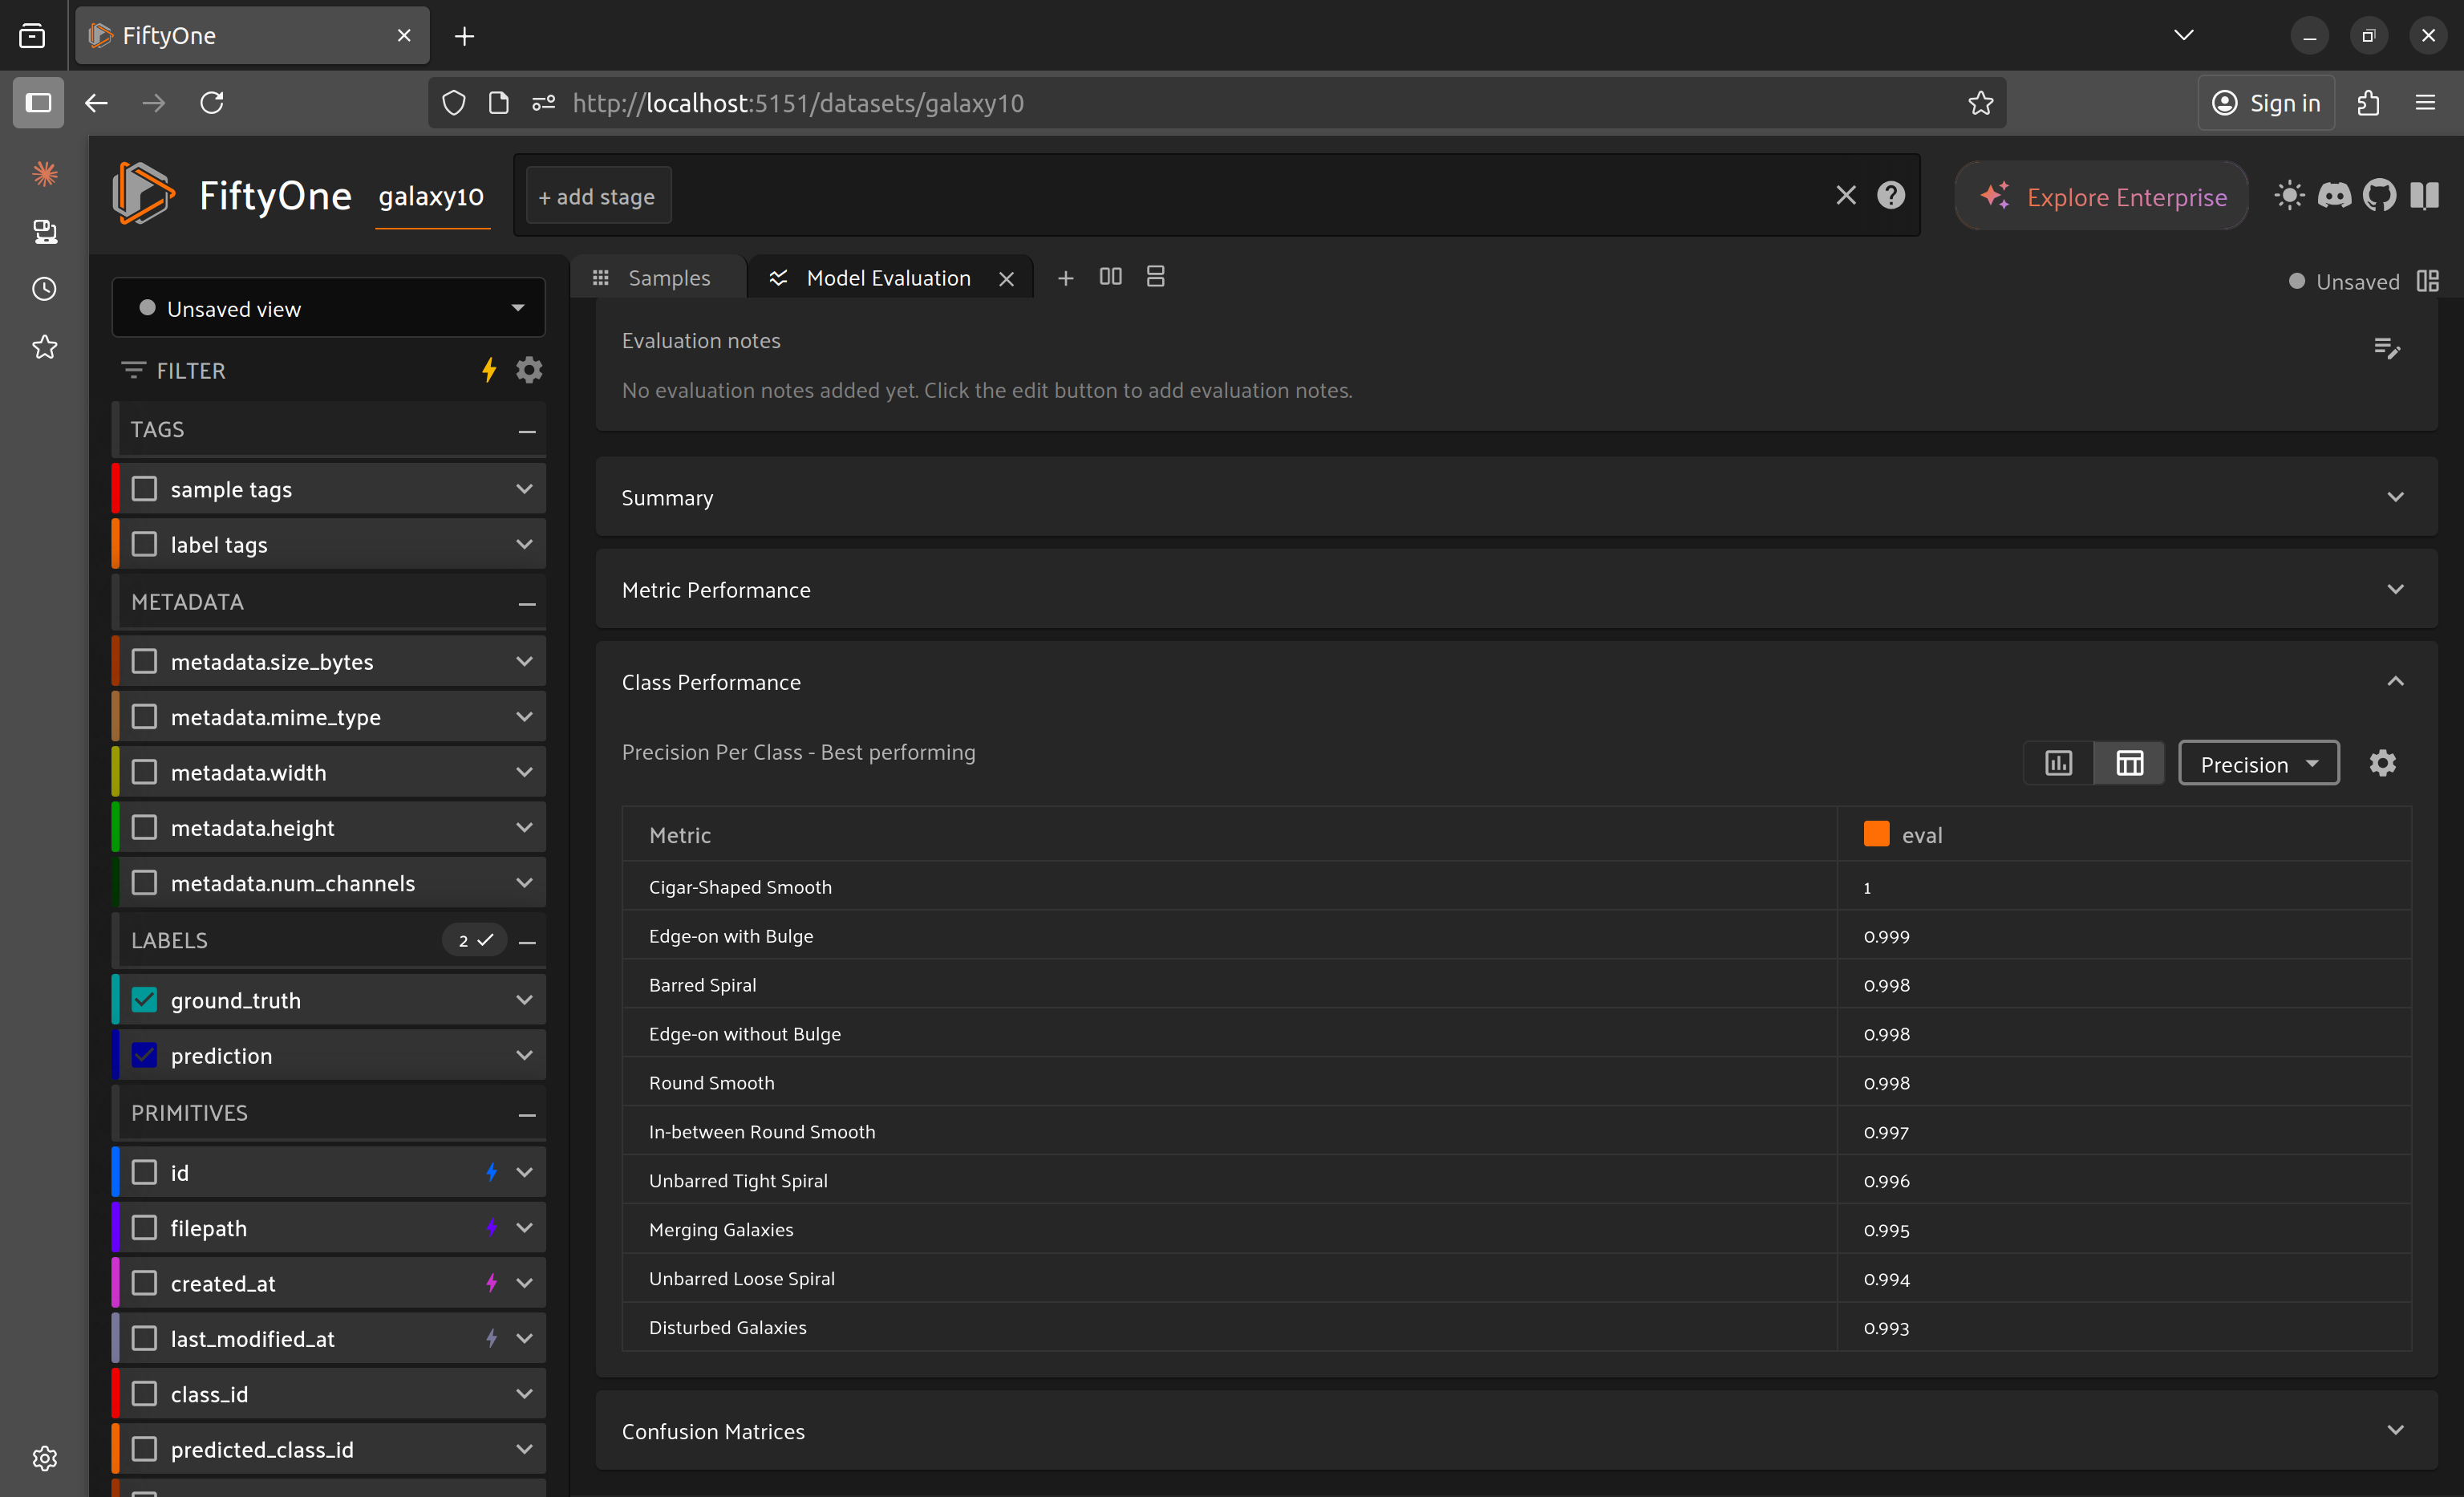 FiftyOne
http://localhost:5151/datasets/galaxy10
Sign in
FiftyOne
galaxy10
+ add stage
Explore Enterprise
Unsaved view
Samples
Model Evaluation
Unsaved
FILTER
TAGS
sample tags
label tags
METADATA
metadata.size_bytes
metadata.mime_type
metadata.width
metadata.height
metadata.num_channels
LABELS
2
ground_truth
prediction
PRIMITIVES
id
filepath
created_at
last_modified_at
class_id
predicted_class_id
Evaluation notes
No evaluation notes added yet. Click the edit button to add evaluation notes.
Summary
Metric Performance
Class Performance
Precision Per Class - Best performing
Precision
Metric eval
Cigar-Shaped Smooth 1
Edge-on with Bulge 0.999
Barred Spiral 0.998
Edge-on without Bulge 0.998
Round Smooth 0.998
In-between Round Smooth 0.997
Unbarred Tight Spiral 0.996
Merging Galaxies 0.995
Unbarred Loose Spiral 0.994
Disturbed Galaxies 0.993
Confusion Matrices